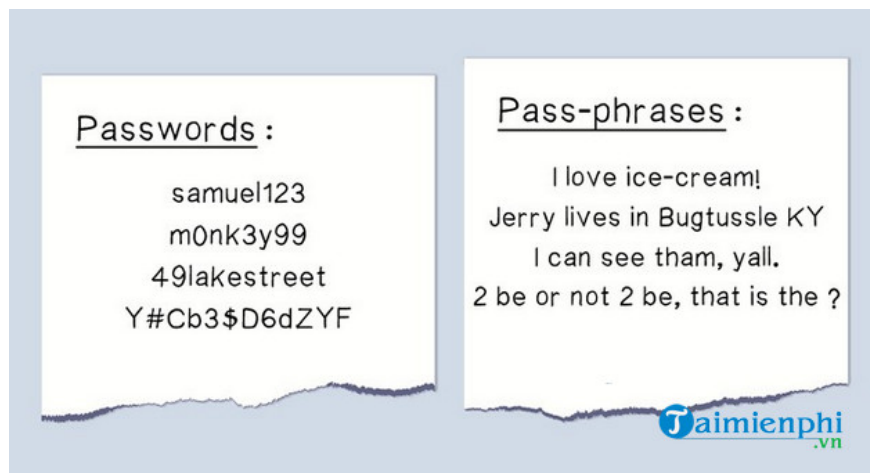 Passwords :
samuel123
m0nk3y99
49lakestreet
Y#Cb3$D6dZYF
Pass-phrases :
I love ice-cream!
Jerry lives in Bugtussle KY
I can see tham, yall.
2 be or not 2 be, that is the ?
Taimienphi
.vn